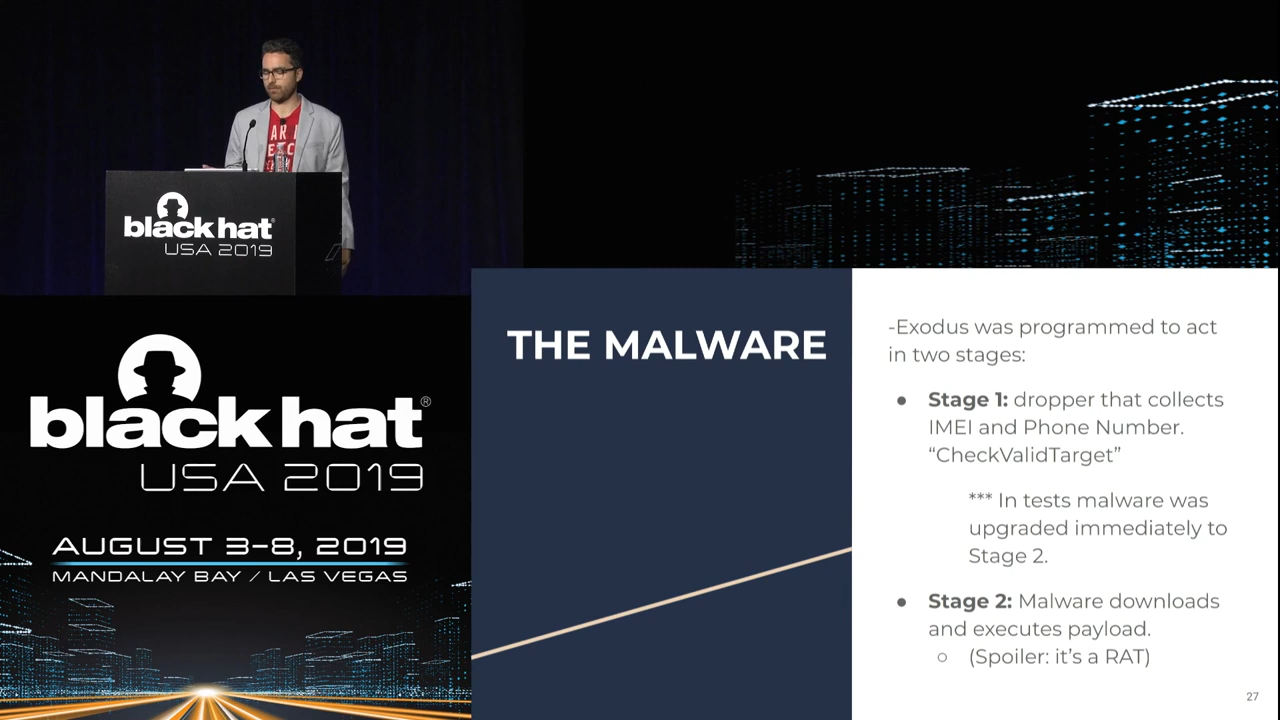 AR
E C
black hat
USA 2019
black hat®
USA 2019
AUGUST 3-8, 2019
MANDALAY BAY / LAS VEGAS
THE MALWARE
-Exodus was programmed to act
in two stages:
● Stage 1: dropper that collects
IMEI and Phone Number.
“CheckValidTarget”
*** In tests malware was
upgraded immediately to
Stage 2.
● Stage 2: Malware downloads
and executes payload.
○ (Spoiler: it’s a RAT)
27